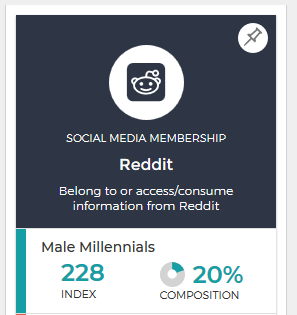 SOCIAL MEDIA MEMBERSHIP
Reddit
Belong to or access/consume
information from Reddit
Male Millennials
228
INDEX
20%
COMPOSITION